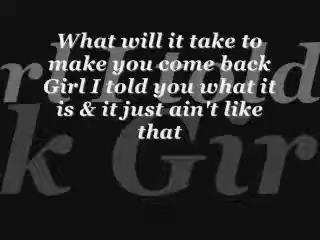 What will it take to
make you come back
Girl I told you what it
is & it just ain't like
that